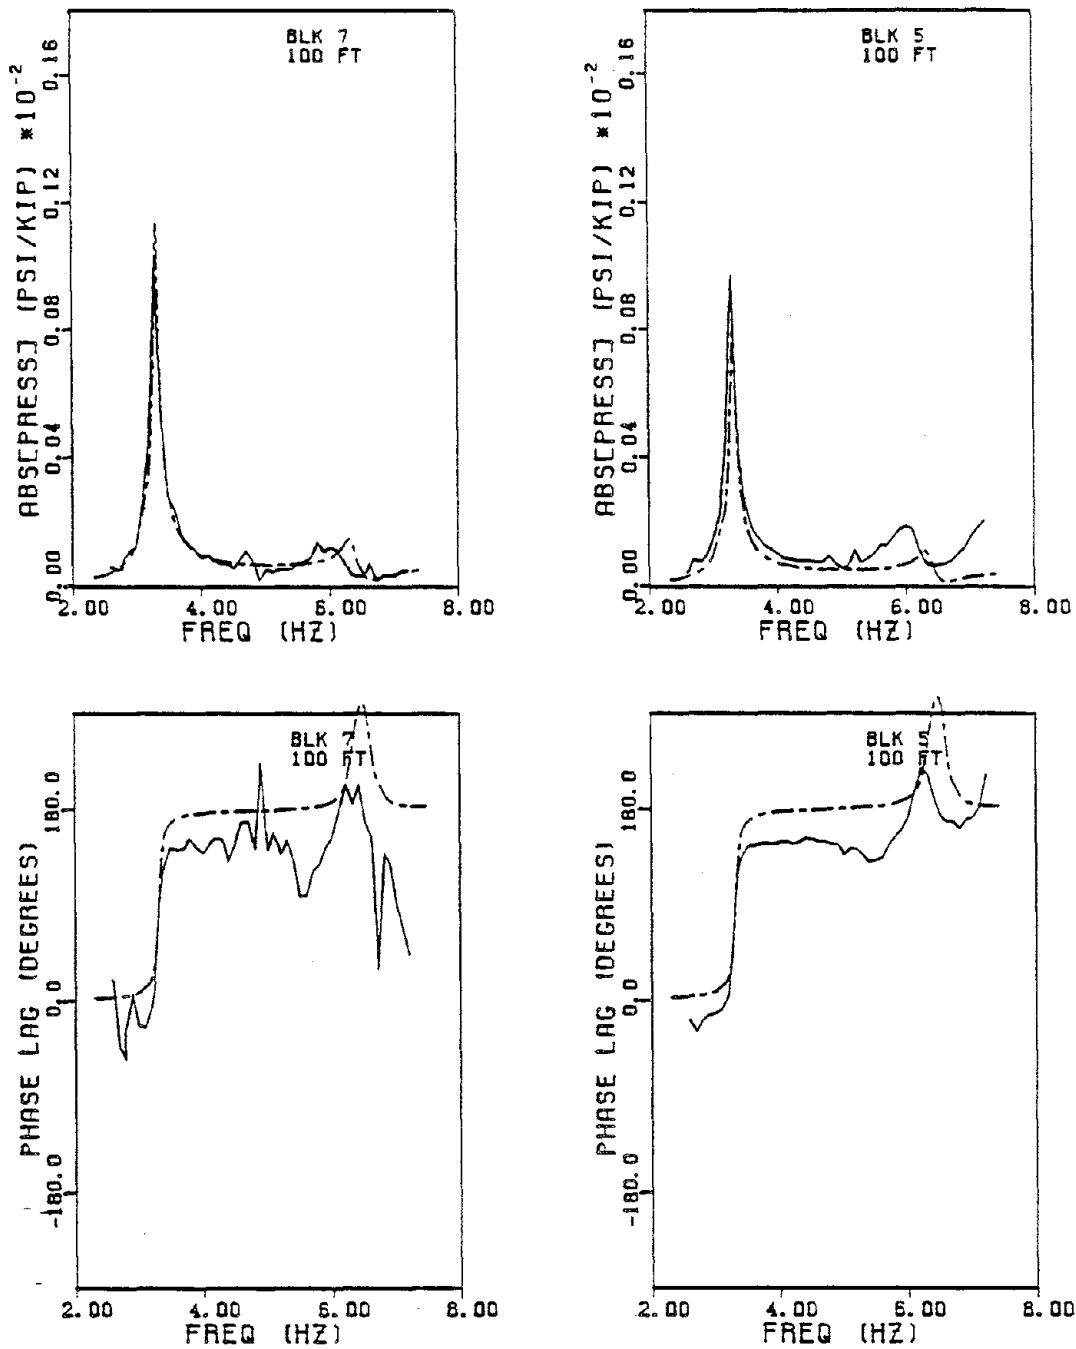 BLK 7
100 FT
ABS[PRESS] (PSI/KIP) *10-2
0.16
0.12
0.08
0.04
0.00
2.00 4.00 6.00 8.00
FREQ (HZ)
BLK 5
100 FT
ABS[PRESS] (PSI/KIP) *10-2
0.16
0.12
0.08
0.04
0.00
2.00 4.00 6.00 8.00
FREQ (HZ)
BLK 7
100 FT
PHASE LAG (DEGREES)
180.0
0.0
-180.0
2.00 4.00 6.00 8.00
FREQ (HZ)
BLK 5
100 FT
PHASE LAG (DEGREES)
180.0
0.0
-180.0
2.00 4.00 6.00 8.00
FREQ (HZ)